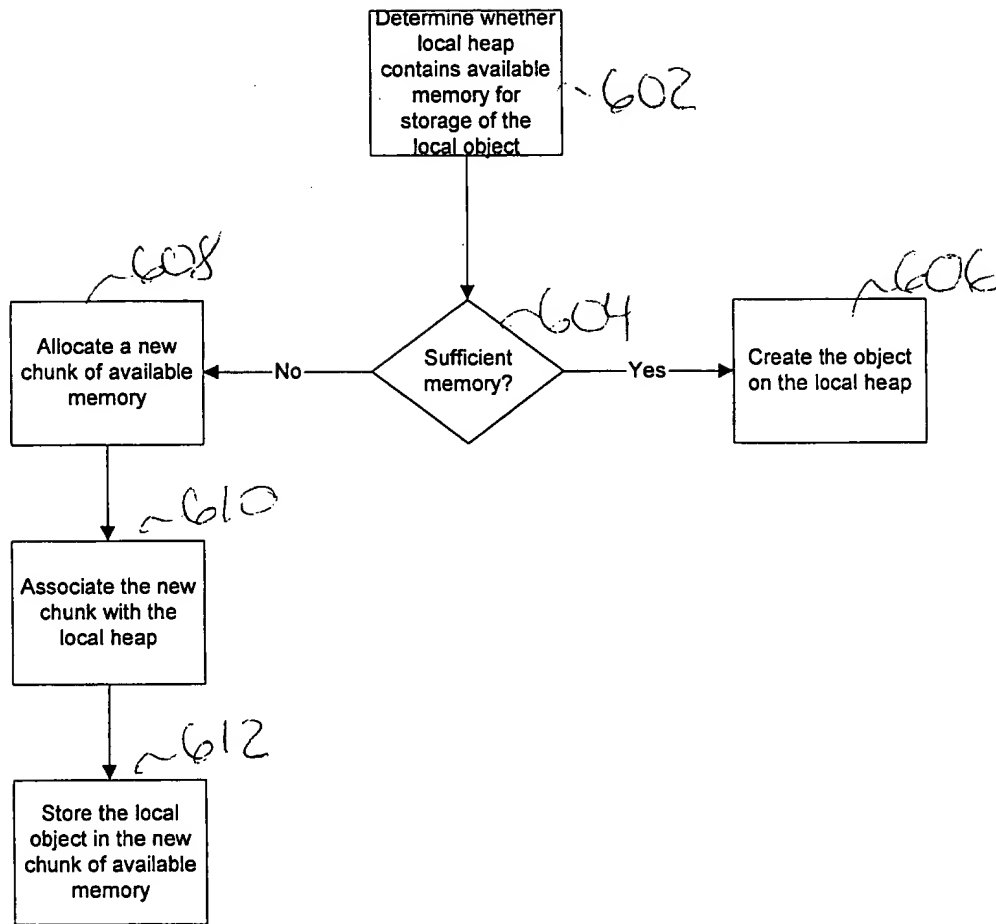 Determine whether
local heap
contains available
memory for
storage of the
local object
602
608
606
604
Allocate a new
chunk of available
memory
No
Sufficient
memory?
Yes
Create the object
on the local heap
610
Associate the new
chunk with the
local heap
612
Store the local
object in the new
chunk of available
memory